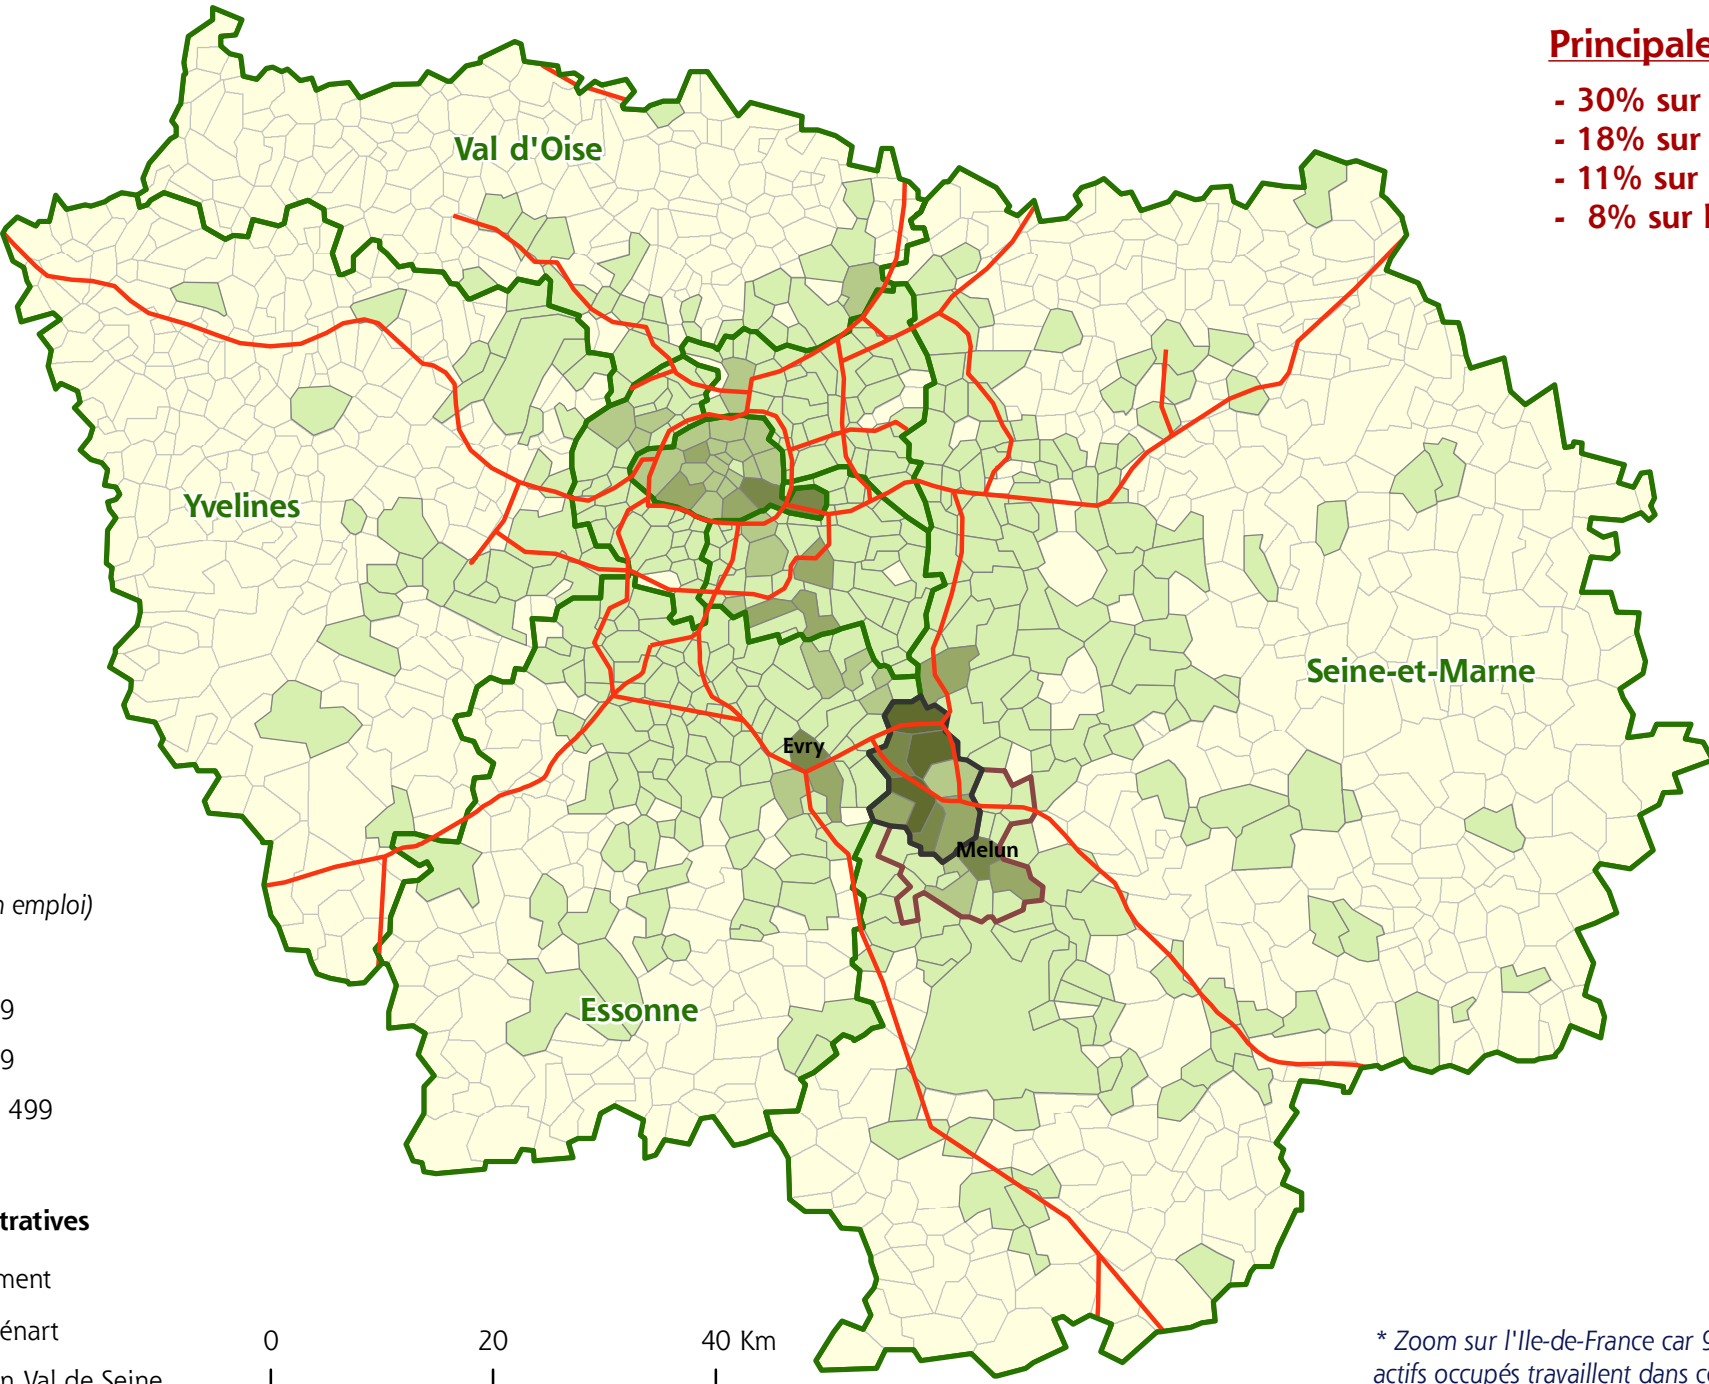 Principale
- 30% sur
- 18% sur
- 11% sur
- 8% sur l
Val d'Oise
Yvelines
Seine-et-Marne
Evry
Melun
Essonne
n emploi)
9
9
499
tratives
ment
énart
n Val de Seine
0 20 40 Km
* Zoom sur l'Ile-de-France car 9
actifs occupés travaillent dans c